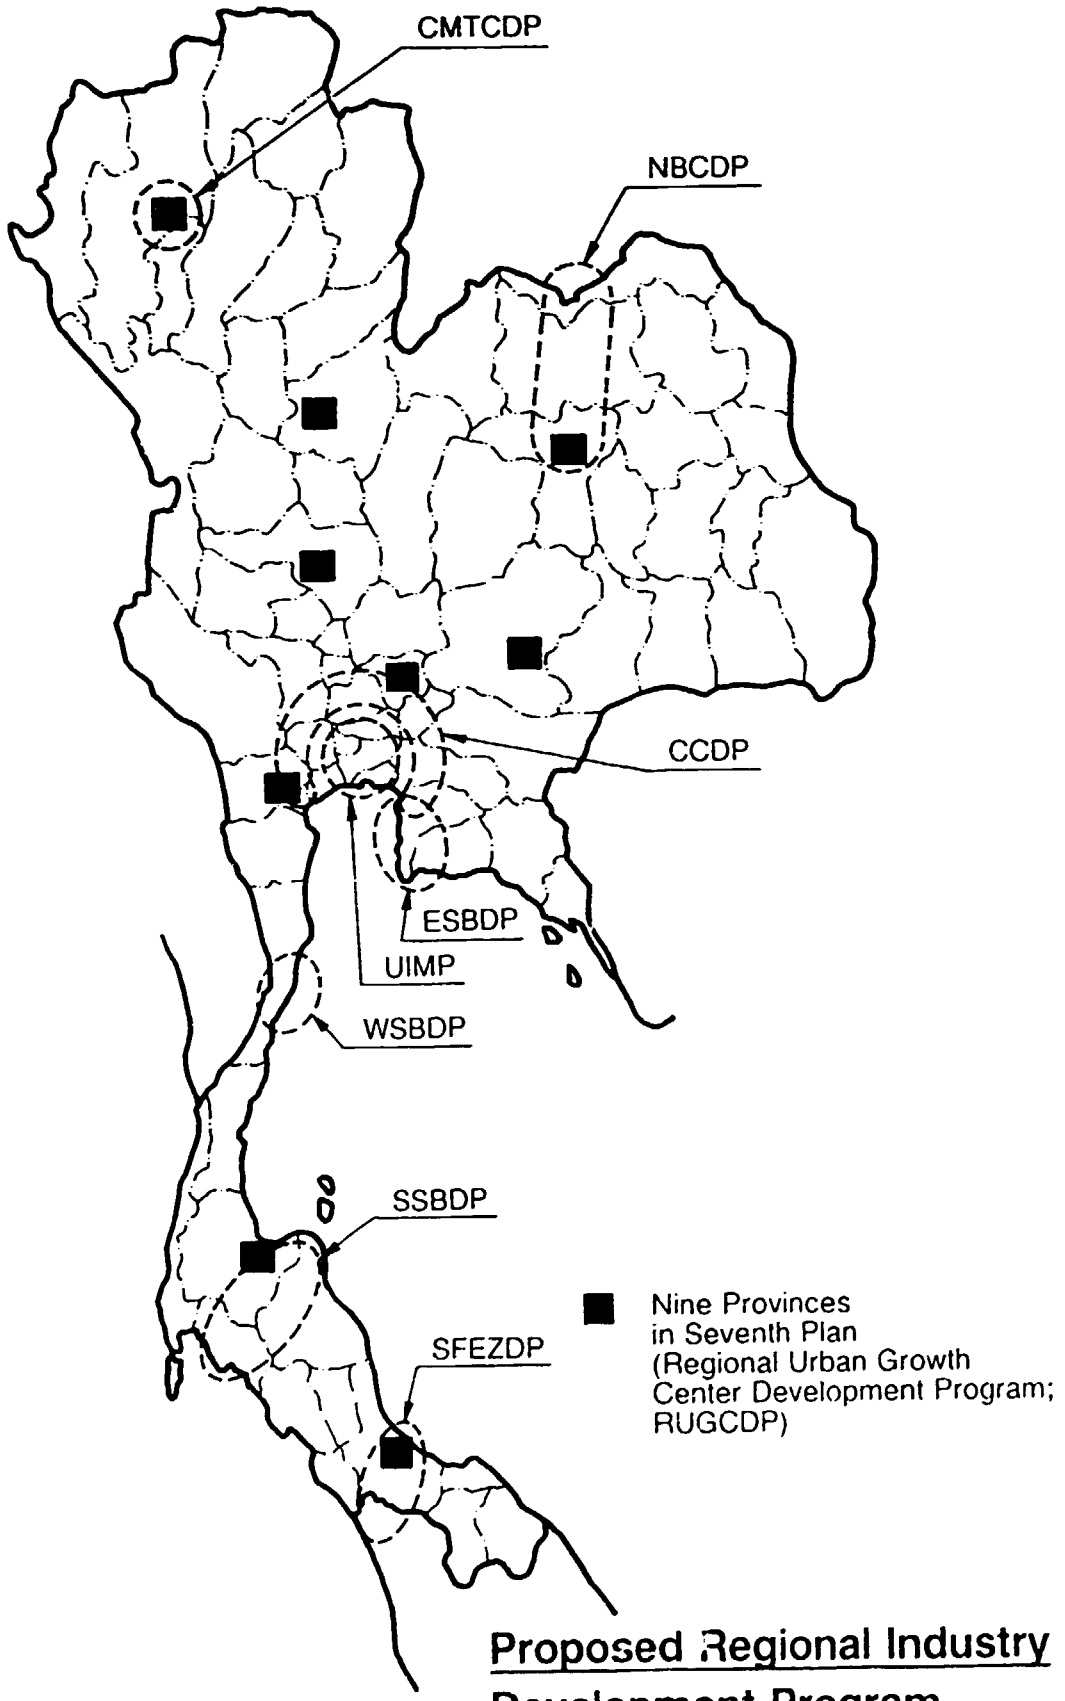 CMTCDP
NBCDP
CCDP
ESBDP
UIMP
WSBDP
SSBDP
SFEZDP
Nine Provinces
in Seventh Plan
(Regional Urban Growth
Center Development Program;
RUGCDP)
Proposed Regional Industry
Development Program